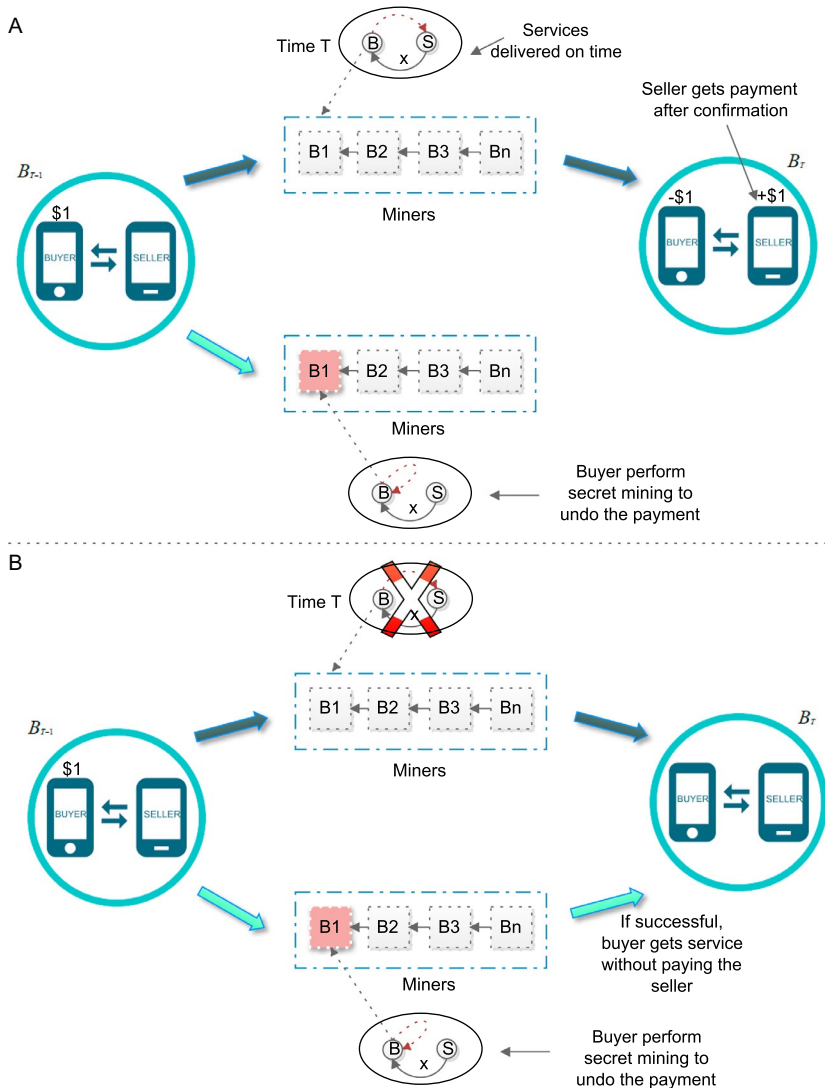 A
Time T
B
S
x
Services
delivered on time
Seller gets payment
after confirmation
B1
B2
B3
Bn
Miners
B_{T-1}
$1
BUYER
SELLER
B_T
-$1
+$1
BUYER
SELLER
B1
B2
B3
Bn
Miners
B
S
x
Buyer perform
secret mining to
undo the payment
B
Time T
B
S
x
B1
B2
B3
Bn
Miners
B_{T-1}
$1
BUYER
SELLER
B_T
BUYER
SELLER
B1
B2
B3
Bn
Miners
If successful,
buyer gets service
without paying the
seller
B
S
x
Buyer perform
secret mining to
undo the payment